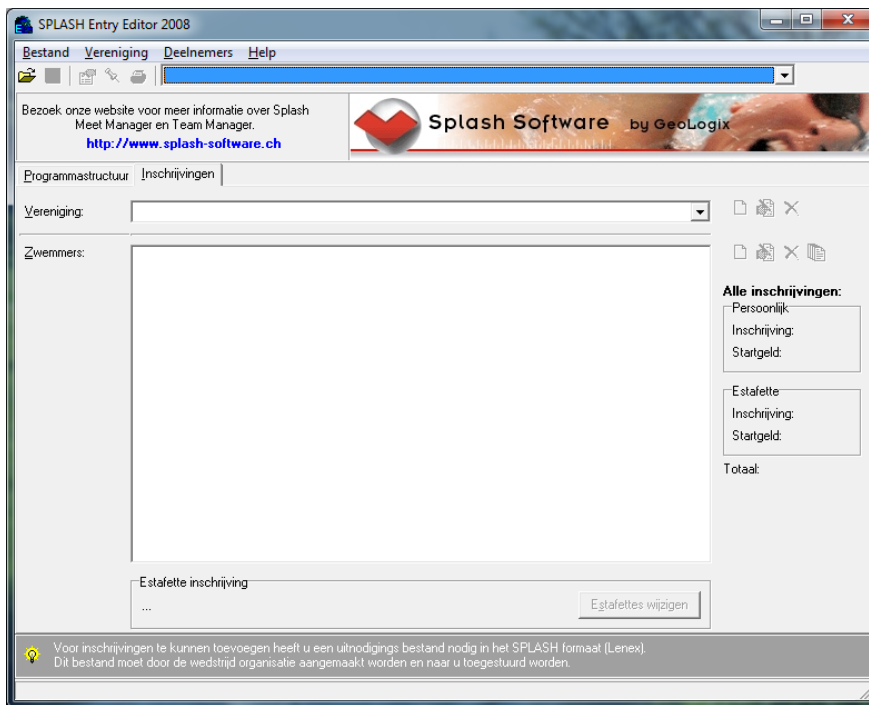 SPLASH Entry Editor 2008
Bestand Vereniging Deelnemers Help
Bezoek onze website voor meer informatie over Splash
Meet Manager en Team Manager.
http://www.splash-software.ch
Splash Software by GeoLogix
Programmastructuur Inschrijvingen
Vereniging:
Zwemmers:
Alle inschrijvingen:
Persoonlijk
Inschrijving:
Startgeld:
Estafette
Inschrijving:
Startgeld:
Totaal:
Estafette inschrijving
...
Estafettes wijzigen
Voor inschrijvingen te kunnen toevoegen heeft u een uitnodigings bestand nodig in het SPLASH formaat (Lenex).
Dit bestand moet door de wedstrijd organisatie aangemaakt worden en naar u toegestuurd worden.